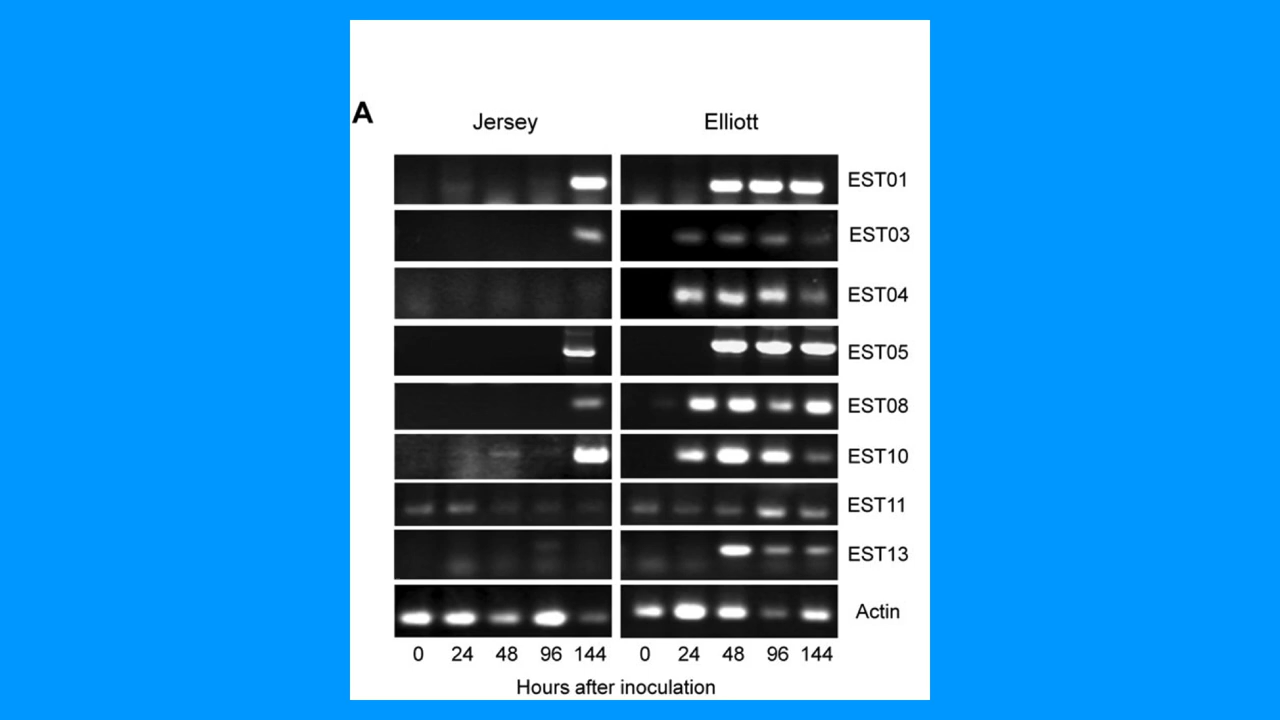 A
Jersey Elliott
EST01
EST03
EST04
EST05
EST08
EST10
EST11
EST13
Actin
0 24 48 96 144 0 24 48 96 144
Hours after inoculation